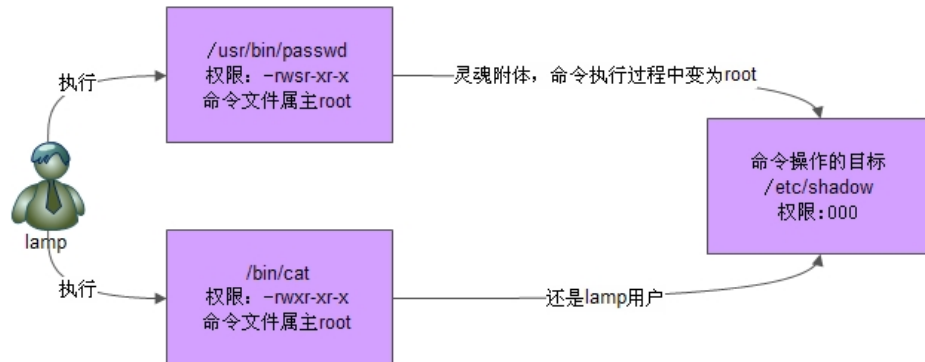 /usr/bin/passwd
权限：-rwsr-xr-x
命令文件属主root
执行
灵魂附体，命令执行过程中变为root
命令操作的目标
/etc/shadow
权限:000
lamp
执行
/bin/cat
权限：-rwxr-xr-x
命令文件属主root
还是lamp用户